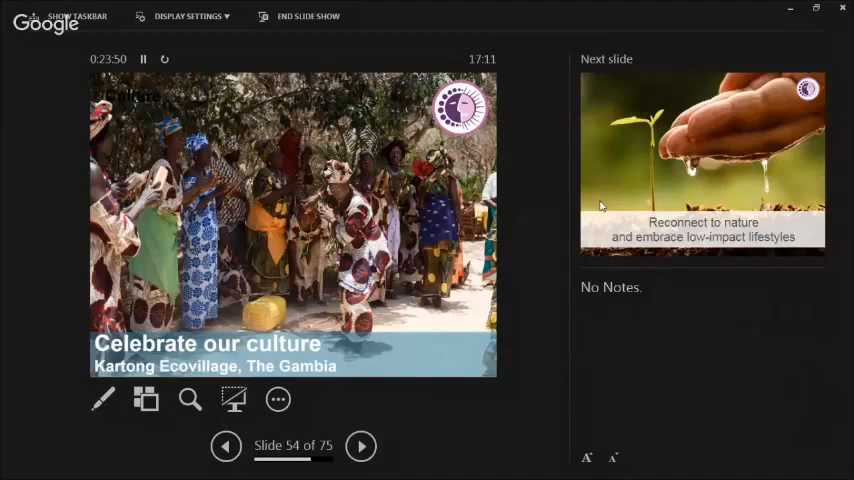 Google
SHOW TASKBAR
DISPLAY SETTINGS ▼
END SLIDE SHOW
0:23:50
17:11
Culture
Celebrate our culture
Kartong Ecovillage, The Gambia
Slide 54 of 75
Next slide
Reconnect to nature
and embrace low-impact lifestyles
No Notes.
A A